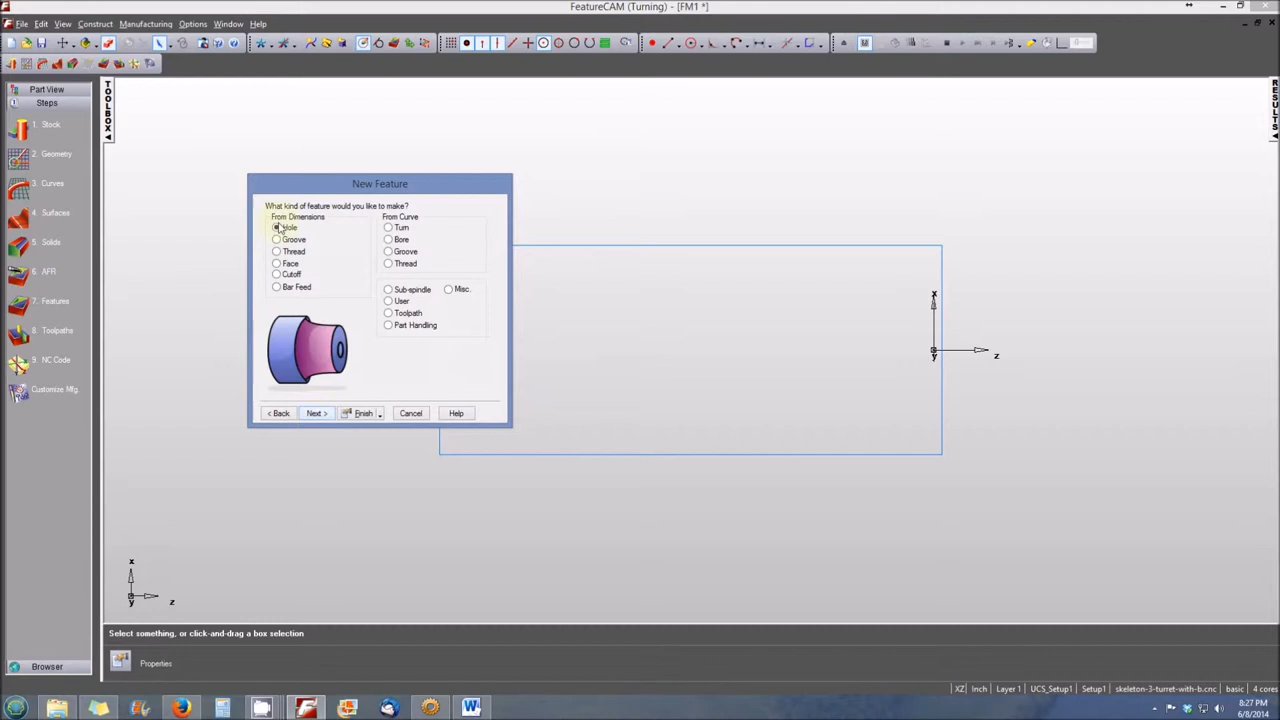 FeatureCAM (Turning) - [FM1 *]
File Edit View Construct Manufacturing Options Window Help
Part View
Steps
1. Stock
2. Geometry
3. Curves
4. Surfaces
5. Solids
6. AFR
7. Features
8. Toolpaths
9. NC Code
Customize Mfg.
Browser
TOOLBOX
RESULTS
New Feature
What kind of feature would you like to make?
From Dimensions
Hole
Groove
Thread
Face
Cutoff
Bar Feed
From Curve
Turn
Bore
Groove
Thread
Sub-spindle Misc.
User
Toolpath
Part Handling
< Back Next > Finish Cancel Help
x
y
z
x
y
z
Select something, or click-and-drag a box selection
Properties
XZ Inch Layer 1 UCS_Setup1 Setup1 skeleton-3-turret-with-b.cnc basic 4 cores
8:27 PM
6/8/2014